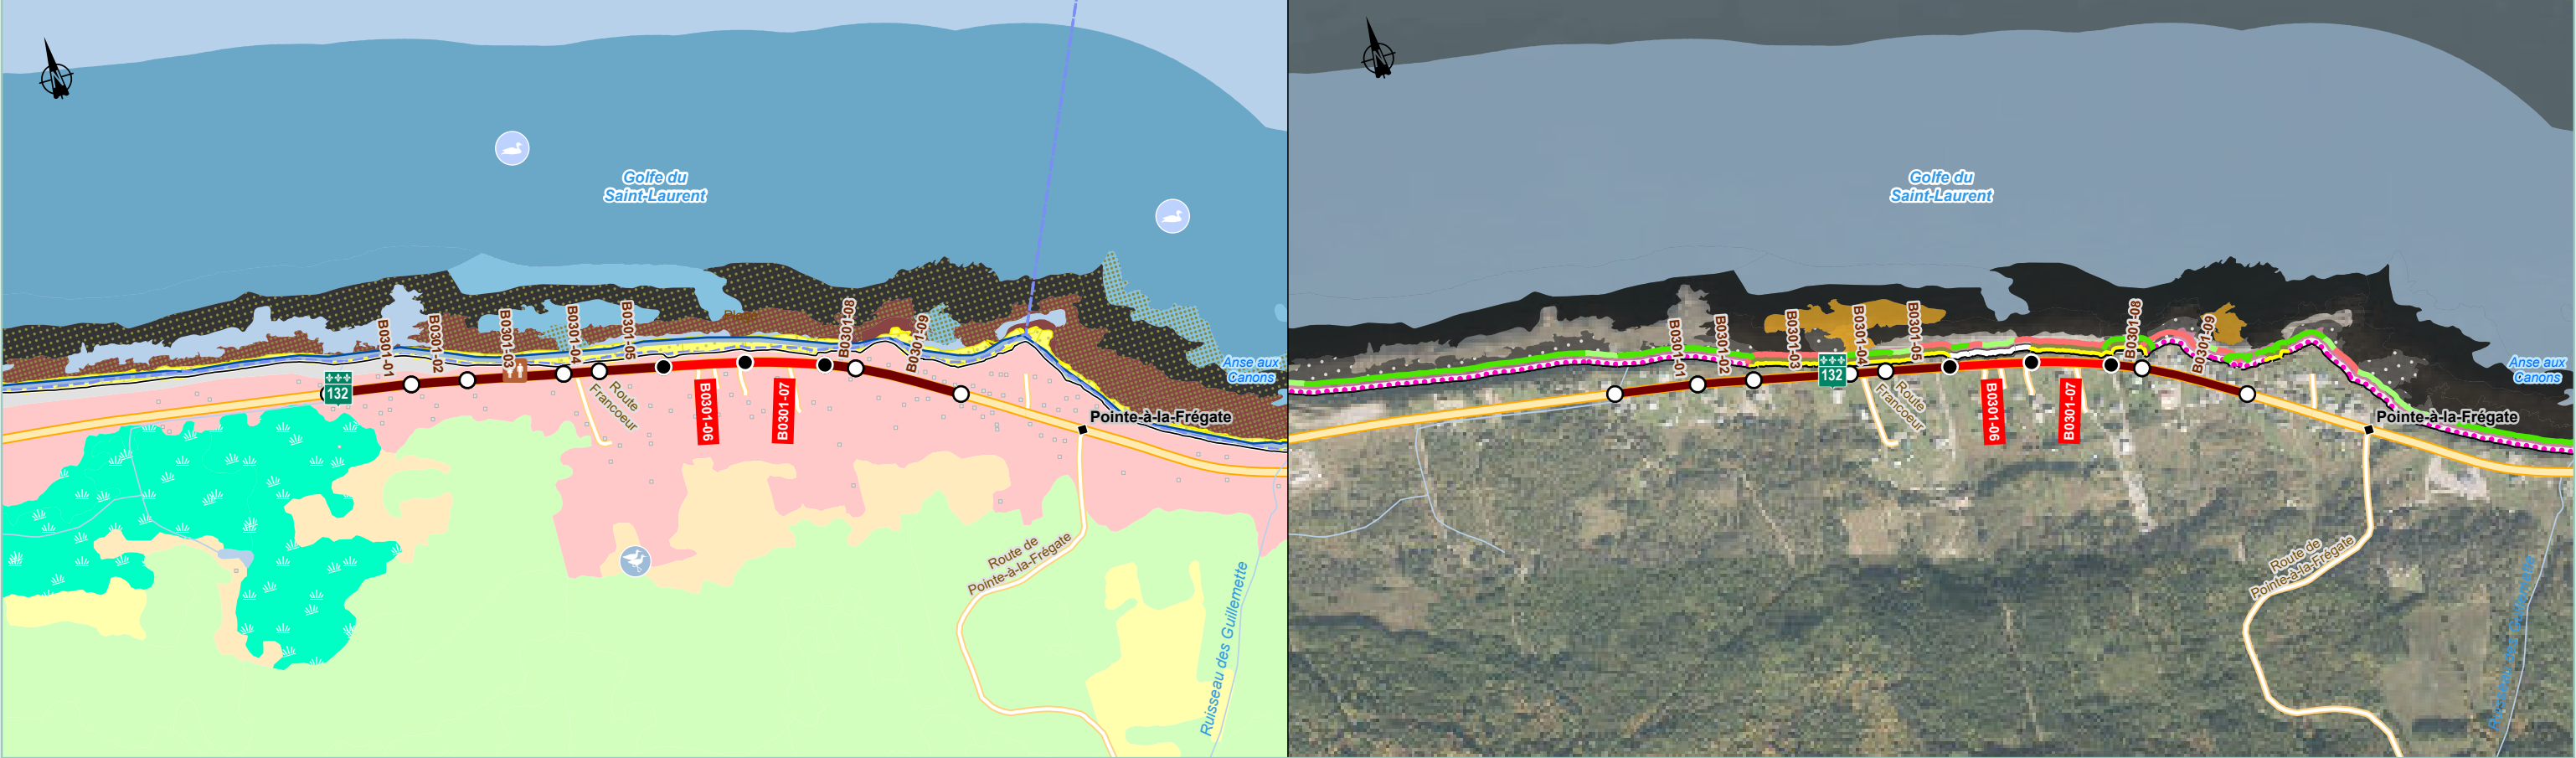 Golfe du
Saint-Laurent
B0301-01
B0301-02
B0301-03
B0301-04
B0301-05
B0301-08
B0301-09
132
Route
Francoeur
B0301-06
B0301-07
Anse aux
Canons
Pointe-à-la-Frégate
Route de
Pointe-à-la-Frégate
Ruisseau des Guillemette
Golfe du
Saint-Laurent
B0301-01
B0301-02
B0301-03
B0301-04
B0301-05
B0301-08
B0301-09
132
Route
Francoeur
B0301-06
B0301-07
Anse aux
Canons
Pointe-à-la-Frégate
Route de
Pointe-à-la-Frégate
Ruisseau des Guillemette